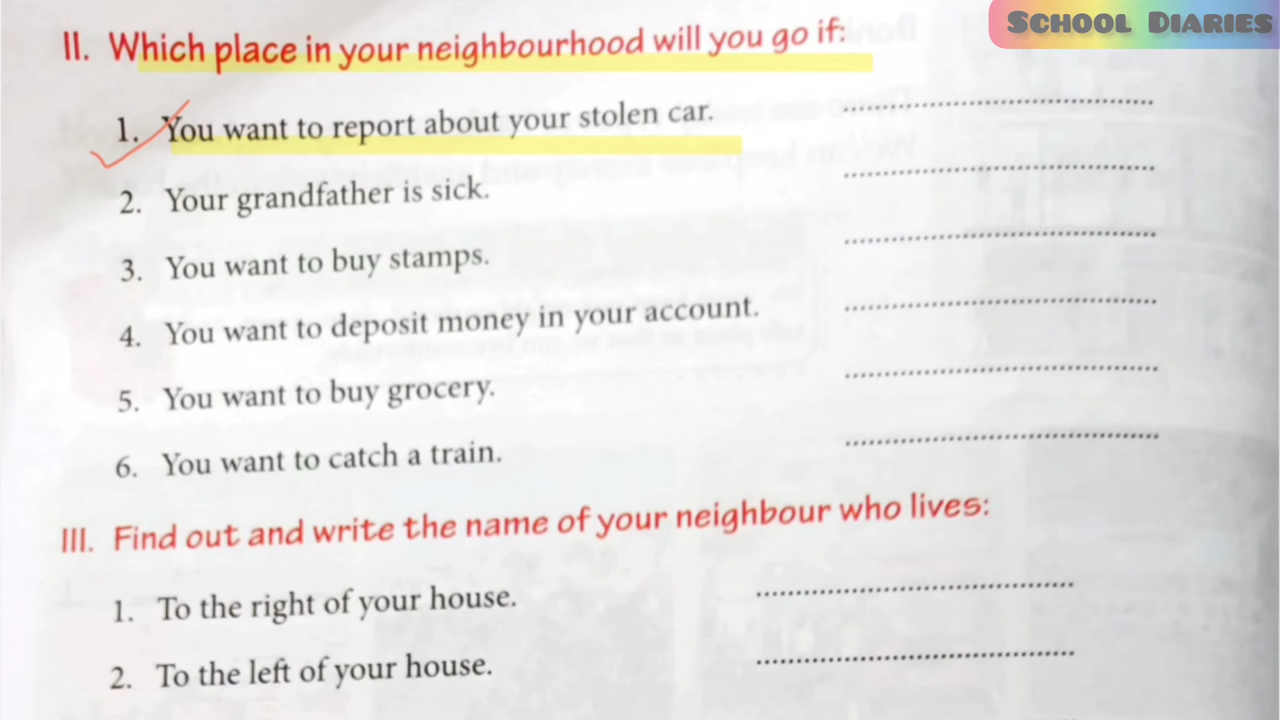 SCHOOL DIARIES
II. Which place in your neighbourhood will you go if:
1. You want to report about your stolen car. ........................................
2. Your grandfather is sick. ........................................
3. You want to buy stamps. ........................................
4. You want to deposit money in your account. ........................................
5. You want to buy grocery. ........................................
6. You want to catch a train. ........................................
III. Find out and write the name of your neighbour who lives:
1. To the right of your house. ........................................
2. To the left of your house. ........................................